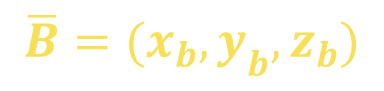 B̅ = (x_b, y_b, z_b)